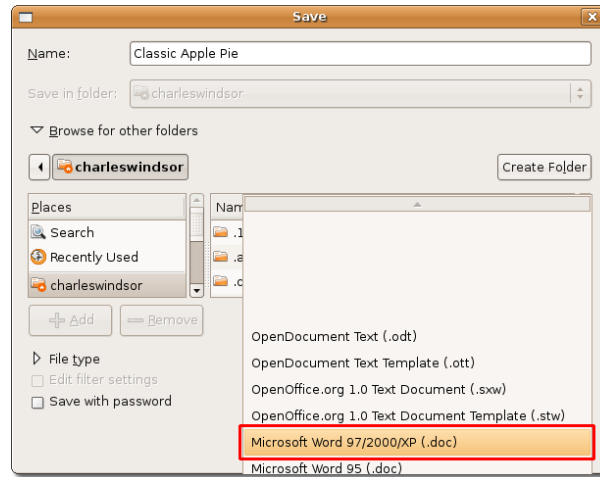 Save
Name: Classic Apple Pie
Save in folder: charleswindsor
Browse for other folders
charleswindsor Create Folder
Places
Search
Recently Used
charleswindsor
Add Remove
File type
Edit filter settings
Save with password
OpenDocument Text (.odt)
OpenDocument Text Template (.ott)
OpenOffice.org 1.0 Text Document (.sxw)
OpenOffice.org 1.0 Text Document Template (.stw)
Microsoft Word 97/2000/XP (.doc)
Microsoft Word 95 (.doc)